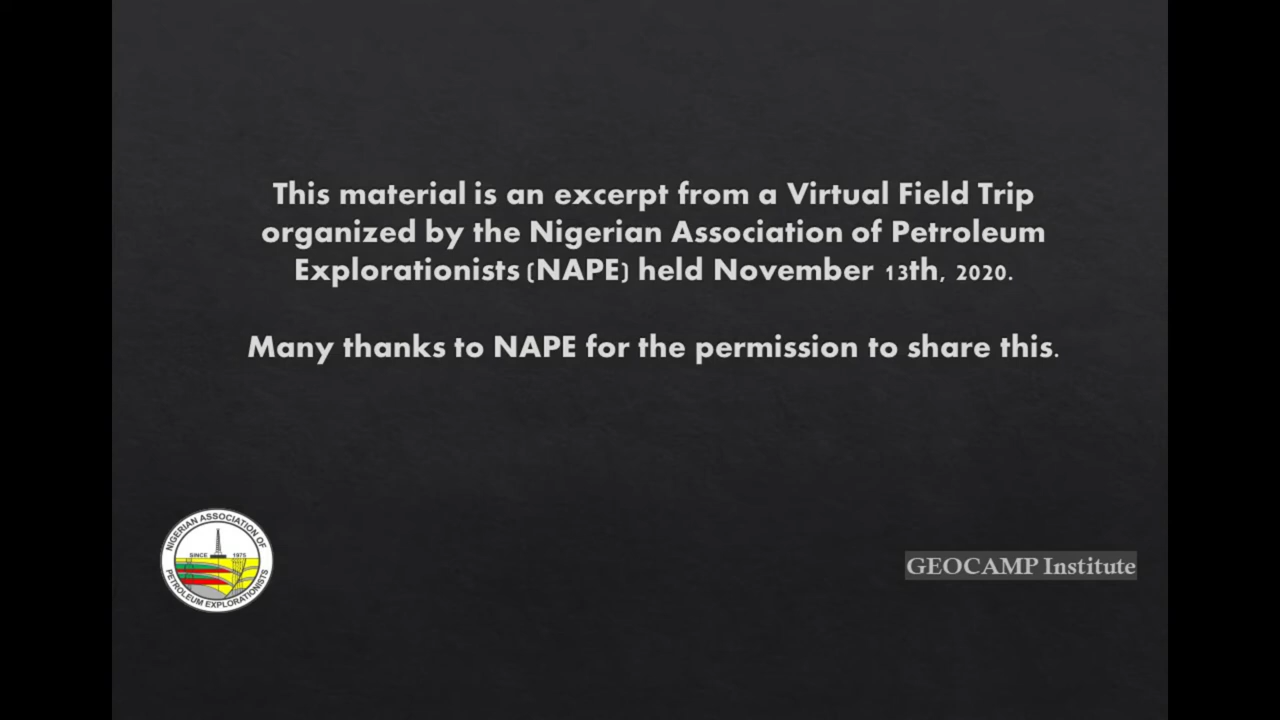 This material is an excerpt from a Virtual Field Trip
organized by the Nigerian Association of Petroleum
Explorationists (NAPE) held November 13th, 2020.
Many thanks to NAPE for the permission to share this.
NIGERIAN ASSOCIATION OF
SINCE 1975
PETROLEUM EXPLORATIONISTS
GEOCAMP Institute